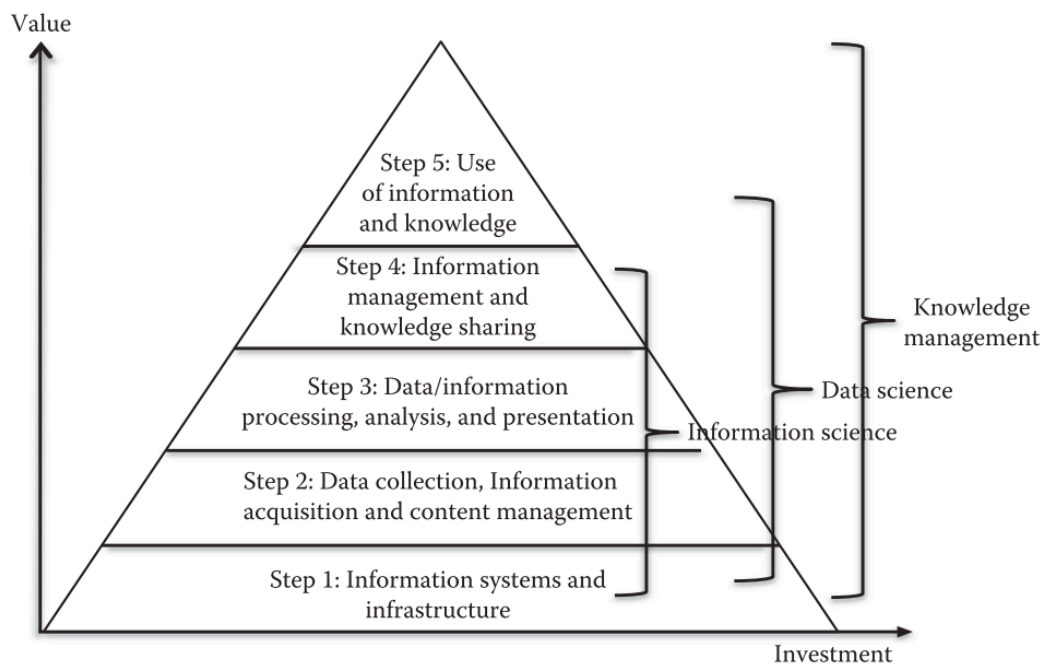 Value
Step 5: Use
of information
and knowledge
Step 4: Information
management and
knowledge sharing
Step 3: Data/information
processing, analysis, and presentation
Step 2: Data collection, Information
acquisition and content management
Step 1: Information systems and
infrastructure
Knowledge
management
Data science
Information science
Investment